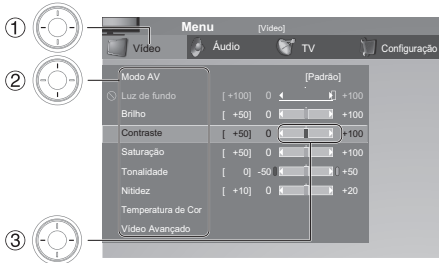 Menu [Vídeo]
Vídeo Áudio TV Configuração
Modo AV [Padrão]
Luz de fundo [ +100] 0 +100
Brilho [ +50] 0 +100
Contraste [ +50] 0 +100
Saturação [ +50] 0 +100
Tonalidade [ 0] -50 +50
Nitidez [ +10] 0 +20
Temperatura de Cor
Vídeo Avançado
1
2
3